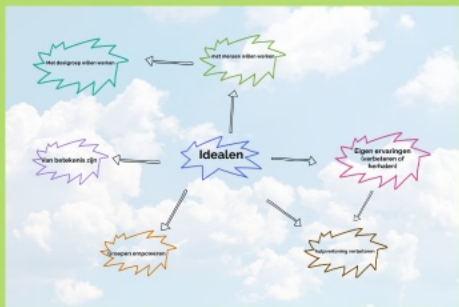 Met doelgroep willen werken
met mensen willen werken
Idealen
Van betekenis zijn
Eigen ervaringen
(verbeteren of
herhalen)
Groepen empoweren
hulpverlening verbeteren